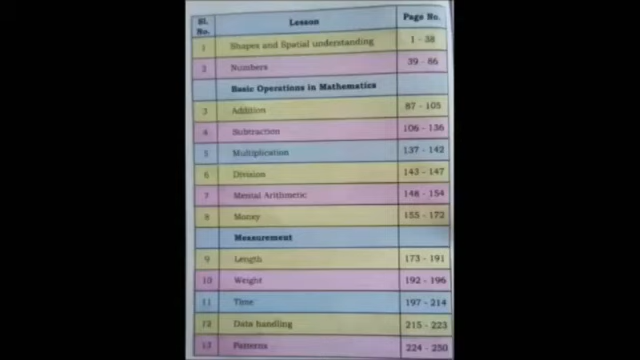 Sl. No. Lesson Page No.
1 Shapes and Spatial understanding 1 - 38
2 Numbers 39 - 86
Basic Operations in Mathematics
3 Addition 87 - 105
4 Subtraction 106 - 136
5 Multiplication 137 - 142
6 Division 143 - 147
7 Mental Arithmetic 148 - 154
8 Money 155 - 172
Measurement
9 Length 173 - 191
10 Weight 192 - 196
11 Time 197 - 214
12 Data handling 215 - 223
13 Patterns 224 - 230